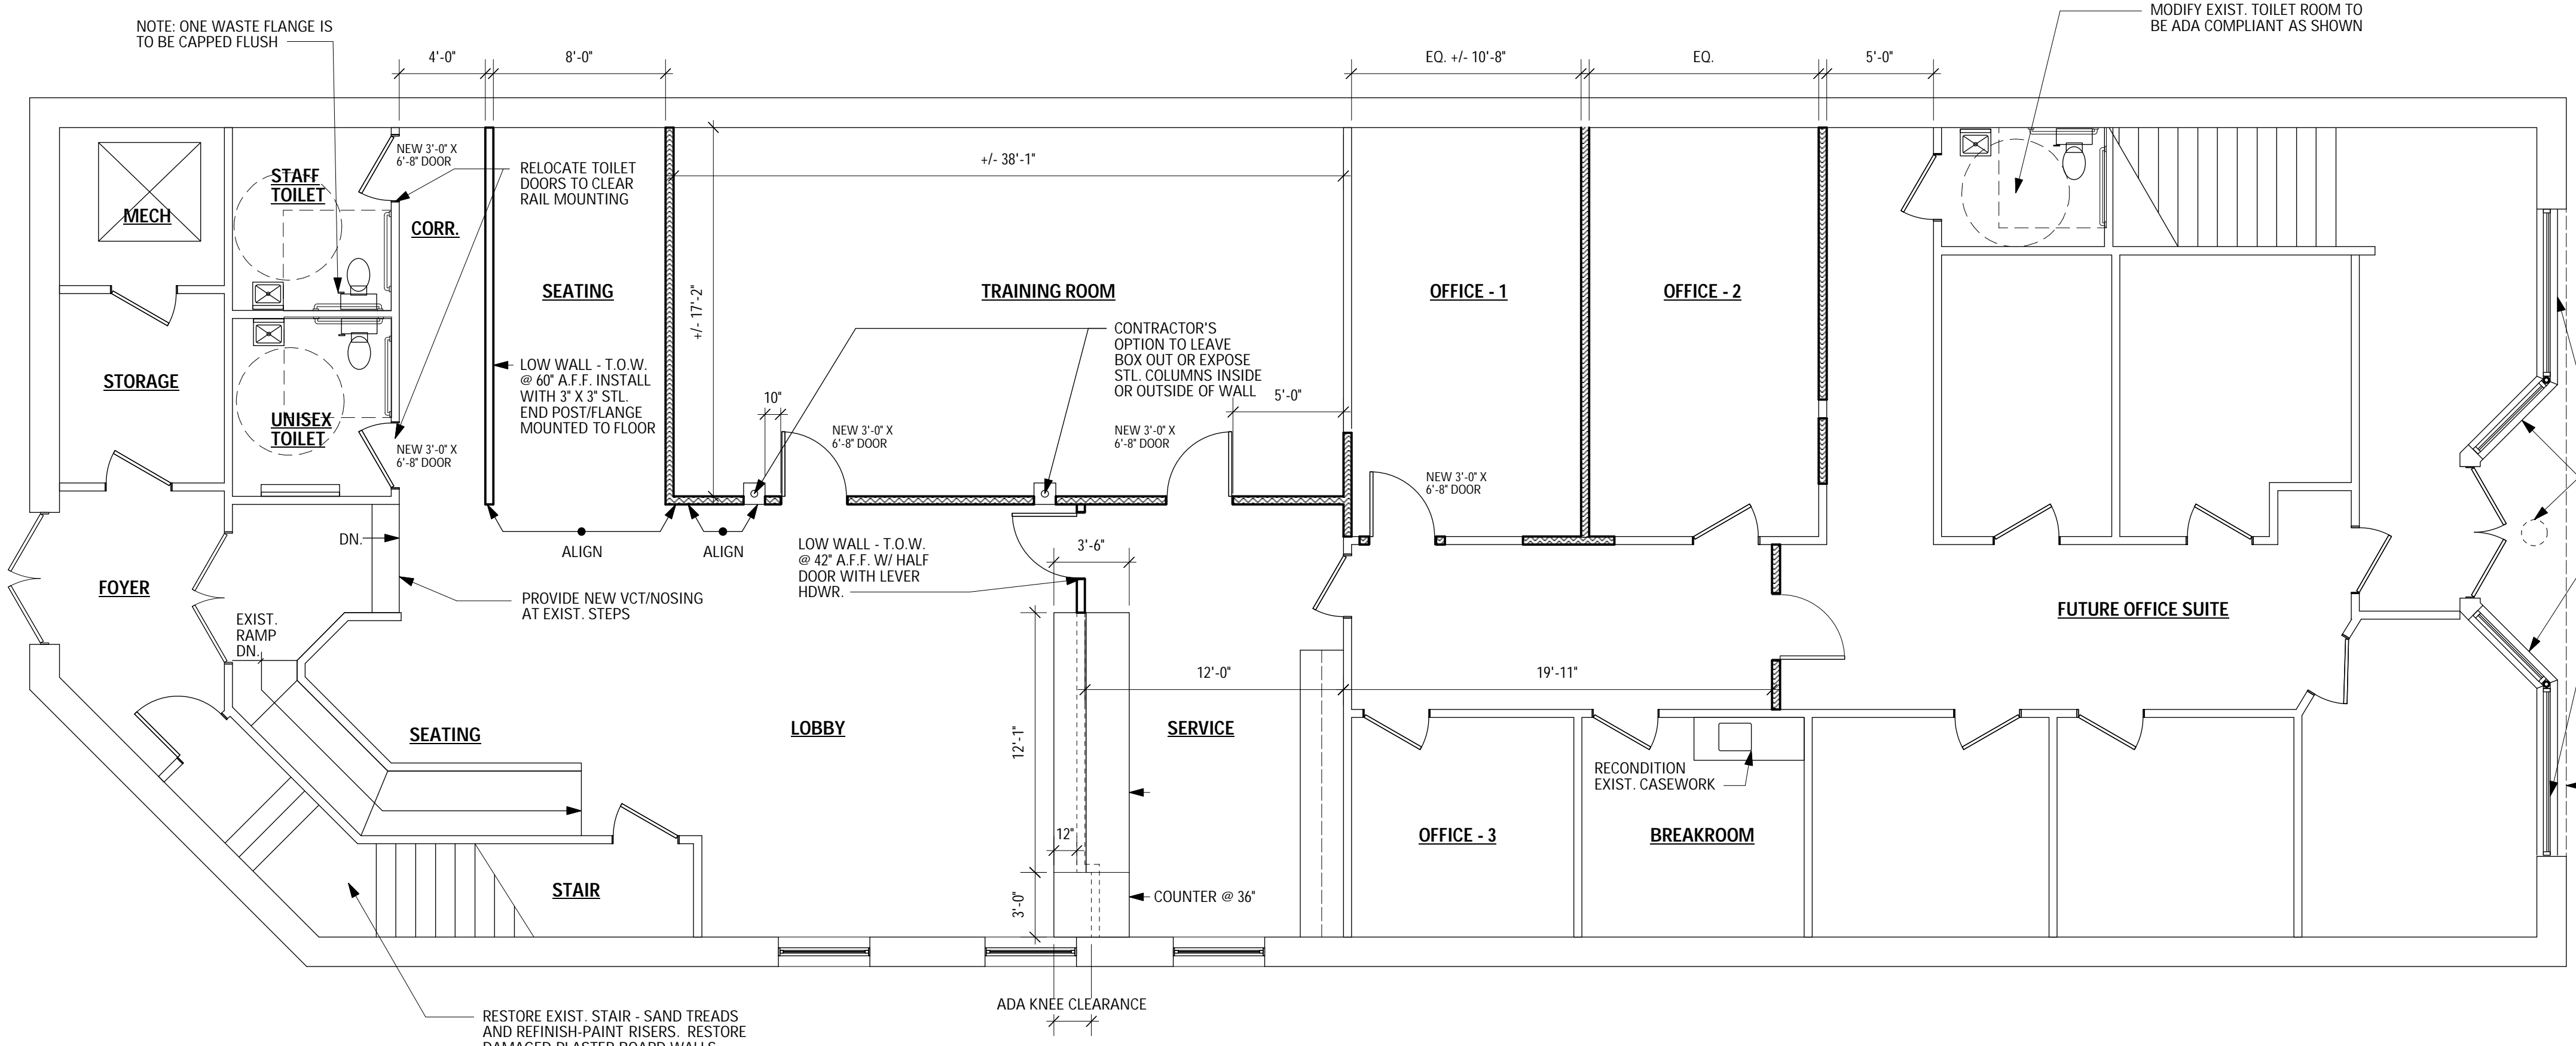 NOTE: ONE WASTE FLANGE IS
TO BE CAPPED FLUSH
MODIFY EXIST. TOILET ROOM TO
BE ADA COMPLIANT AS SHOWN
4'-0"
8'-0"
EQ. +/- 10'-8"
EQ.
5'-0"
NEW 3'-0" X
6'-8" DOOR
+/- 38'-1"
RELOCATE TOILET
DOORS TO CLEAR
RAIL MOUNTING
STAFF
TOILET
MECH
CORR.
SEATING
TRAINING ROOM
OFFICE - 1
OFFICE - 2
+/- 17'-2"
CONTRACTOR'S
OPTION TO LEAVE
BOX OUT OR EXPOSE
STL. COLUMNS INSIDE
OR OUTSIDE OF WALL
LOW WALL - T.O.W.
@ 60" A.F.F. INSTALL
WITH 3" X 3" STL.
END POST/FLANGE
MOUNTED TO FLOOR
STORAGE
10"
5'-0"
UNISEX
TOILET
NEW 3'-0" X
6'-8" DOOR
NEW 3'-0" X
6'-8" DOOR
NEW 3'-0" X
6'-8" DOOR
NEW 3'-0" X
6'-8" DOOR
DN.
ALIGN
ALIGN
LOW WALL - T.O.W.
@ 42" A.F.F. W/ HALF
DOOR WITH LEVER
HDWR.
3'-6"
FOYER
PROVIDE NEW VCT/NOSING
AT EXIST. STEPS
FUTURE OFFICE SUITE
EXIST.
RAMP
DN.
12'-0"
19'-11"
SEATING
LOBBY
SERVICE
12'-1"
RECONDITION
EXIST. CASEWORK
12"
OFFICE - 3
BREAKROOM
STAIR
3'-0"
COUNTER @ 36"
ADA KNEE CLEARANCE
RESTORE EXIST. STAIR - SAND TREADS
AND REFINISH-PAINT RISERS. RESTORE
DAMAGED PLASTER BOARD WALLS